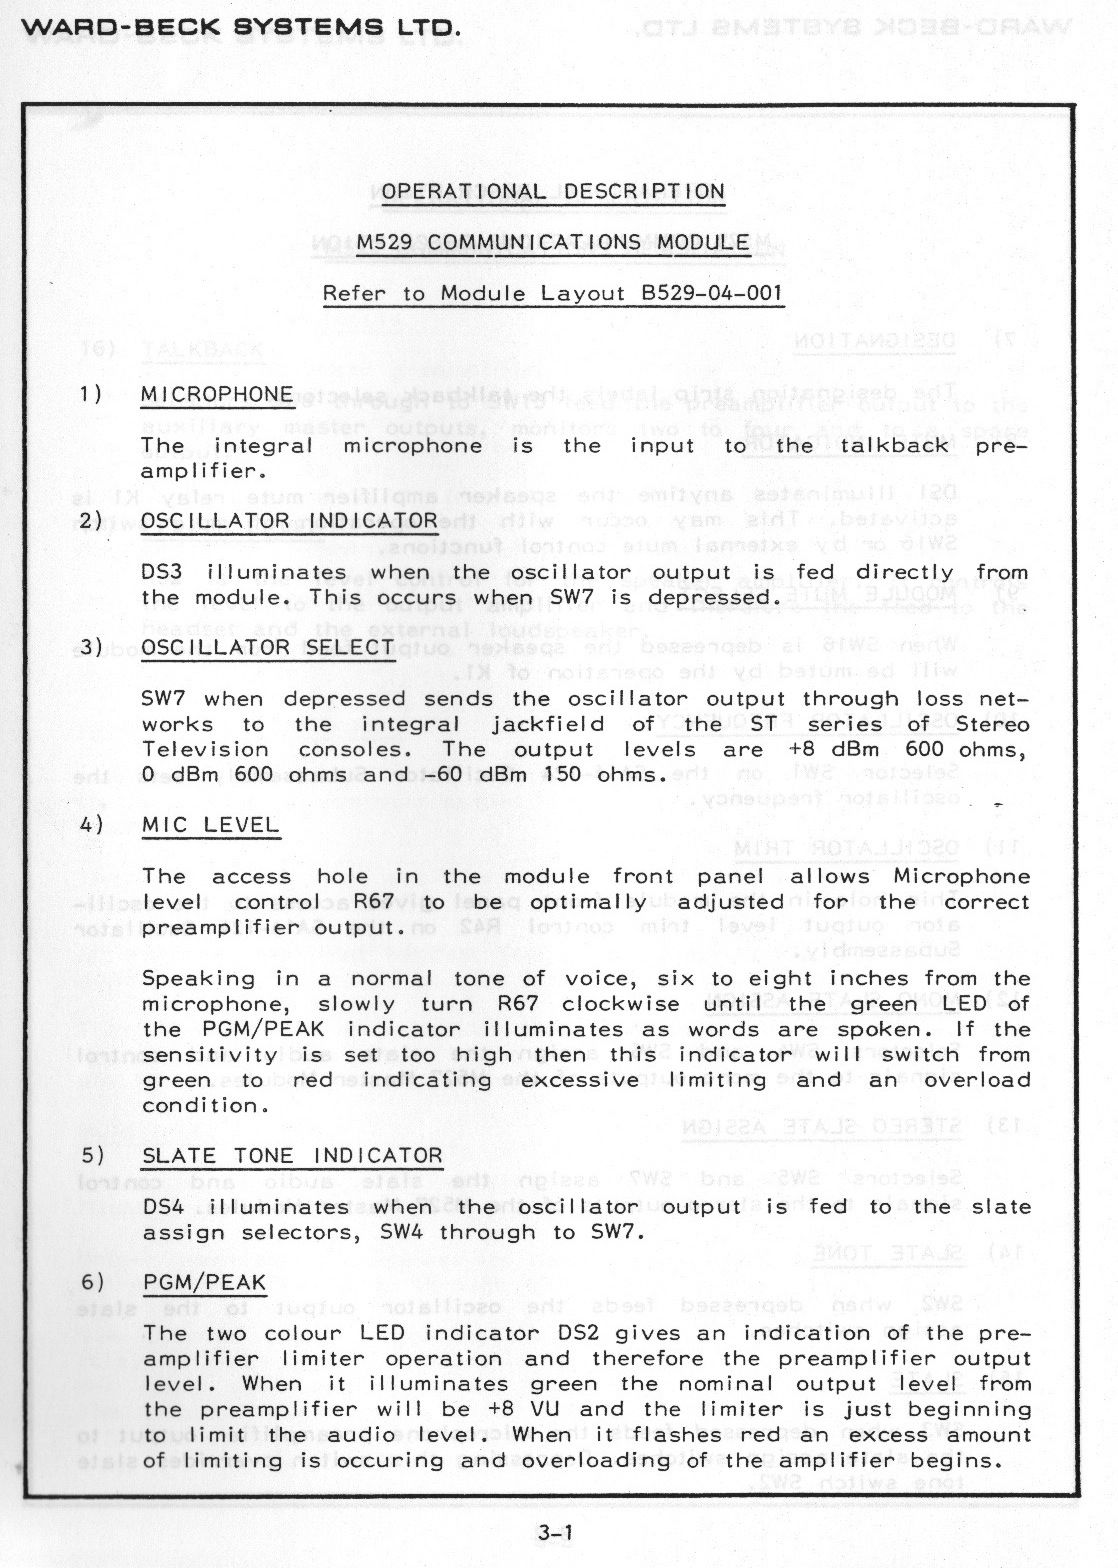 WARD-BECK SYSTEMS LTD.
OPERATIONAL DESCRIPTION
M529 COMMUNICATIONS MODULE
Refer to Module Layout B529-04-001
1) MICROPHONE
The integral microphone is the input to the talkback pre-
amplifier.
2) OSCILLATOR INDICATOR
DS3 illuminates when the oscillator output is fed directly from
the module. This occurs when SW7 is depressed.
3) OSCILLATOR SELECT
SW7 when depressed sends the oscillator output through loss net-
works to the integral jackfield of the ST series of Stereo
Television consoles. The output levels are +8 dBm 600 ohms,
0 dBm 600 ohms and -60 dBm 150 ohms.
4) MIC LEVEL
The access hole in the module front panel allows Microphone
level control R67 to be optimally adjusted for the correct
preamplifier output.
Speaking in a normal tone of voice, six to eight inches from the
microphone, slowly turn R67 clockwise until the green LED of
the PGM/PEAK indicator illuminates as words are spoken. If the
sensitivity is set too high then this indicator will switch from
green to red indicating excessive limiting and an overload
condition.
5) SLATE TONE INDICATOR
DS4 illuminates when the oscillator output is fed to the slate
assign selectors, SW4 through to SW7.
6) PGM/PEAK
The two colour LED indicator DS2 gives an indication of the pre-
amplifier limiter operation and therefore the preamplifier output
level. When it illuminates green the nominal output level from
the preamplifier will be +8 VU and the limiter is just beginning
to limit the audio level. When it flashes red an excess amount
of limiting is occuring and overloading of the amplifier begins.
3-1